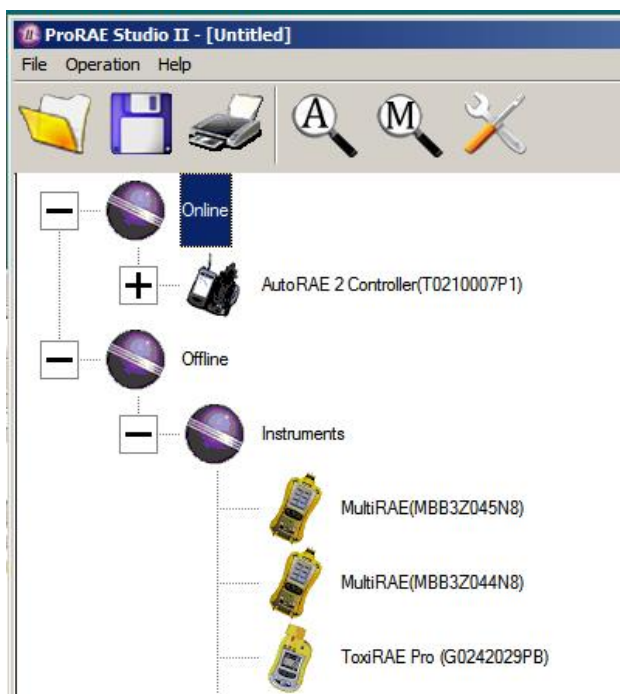 ProRAE Studio II - [Untitled]
File Operation Help
A M
Online
AutoRAE 2 Controller(T0210007P1)
Offline
Instruments
MultiRAE(MBB3Z045N8)
MultiRAE(MBB3Z044N8)
ToxiRAE Pro (G0242029PB)